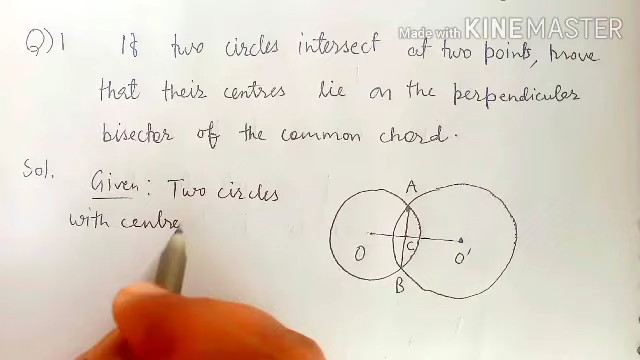 Made with KINEMASTER
Q) 1 If two circles intersect at two points, prove
that their centres lie on the perpendicular
bisector of the common chord.
Sol.
Given : Two circles
with centre
A
O
C
O'
B